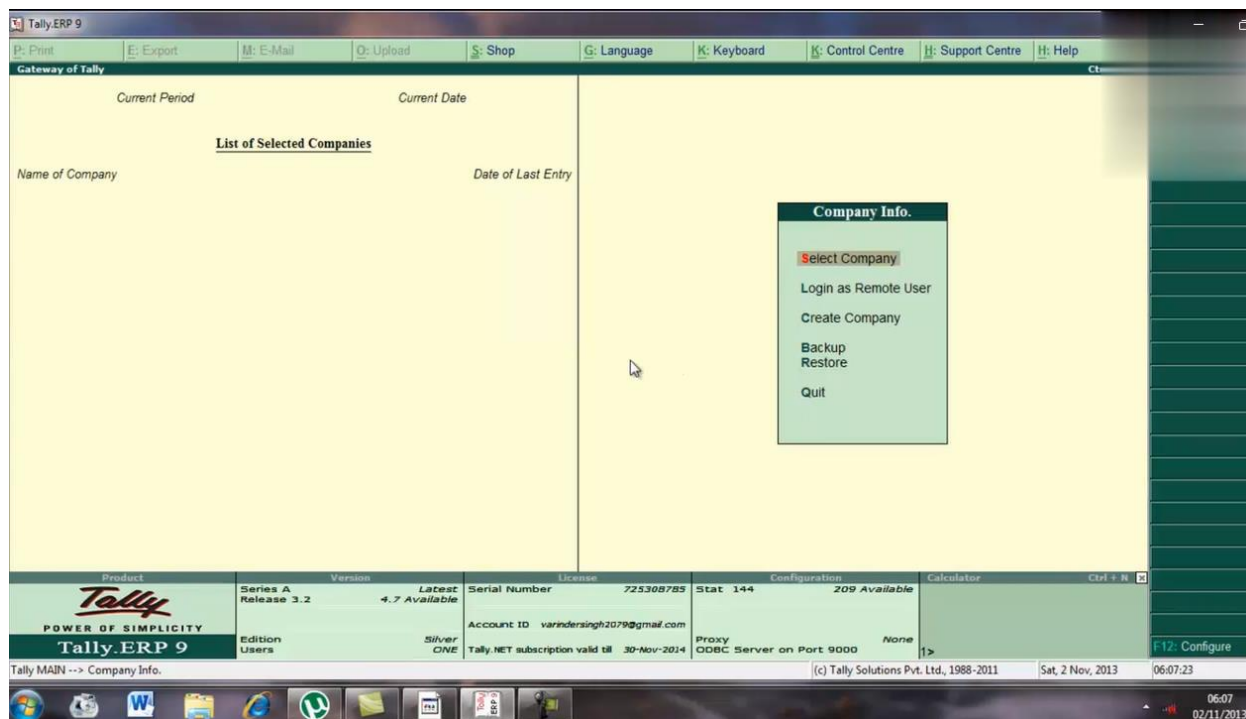 Tally.ERP 9
P: Print E: Export M: E-Mail O: Upload S: Shop G: Language K: Keyboard K: Control Centre H: Support Centre H: Help
Gateway of Tally
Current Period Current Date
List of Selected Companies
Name of Company Date of Last Entry
Company Info.
Select Company
Login as Remote User
Create Company
Backup
Restore
Quit
Product Version License Configuration Calculator Ctrl + N
Tally
POWER OF SIMPLICITY
Tally.ERP 9
Series A Latest
Release 3.2 4.7 Available
Edition Silver
Users ONE
Serial Number 725308785
Account ID varindersingh2079@gmail.com
Tally.NET subscription valid till 30-Nov-2014
Stat 144 209 Available
Proxy None
ODBC Server on Port 9000
1>
F12: Configure
Tally MAIN --> Company Info. (c) Tally Solutions Pvt. Ltd., 1988-2011 Sat, 2 Nov, 2013 06:07:23
06:07
02/11/2013